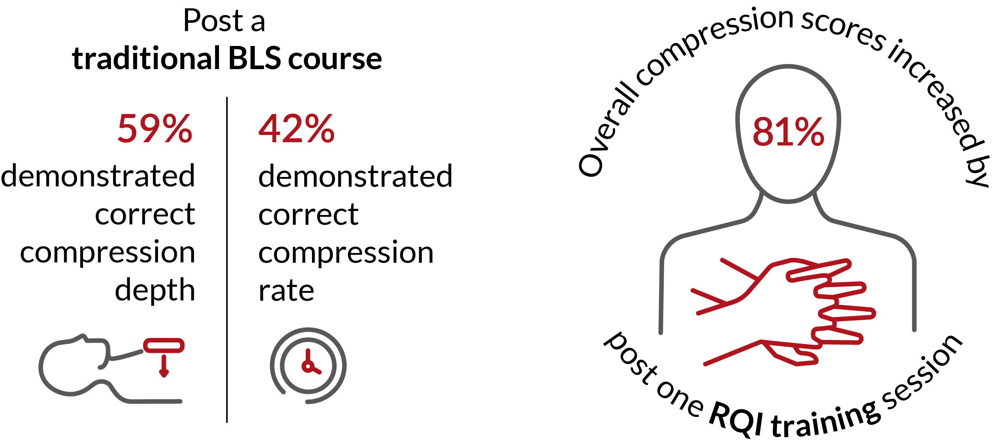 Post a
traditional BLS course
59%
demonstrated
correct
compression
depth
42%
demonstrated
correct
compression
rate
Overall compression scores increased by
81%
post one RQI training session